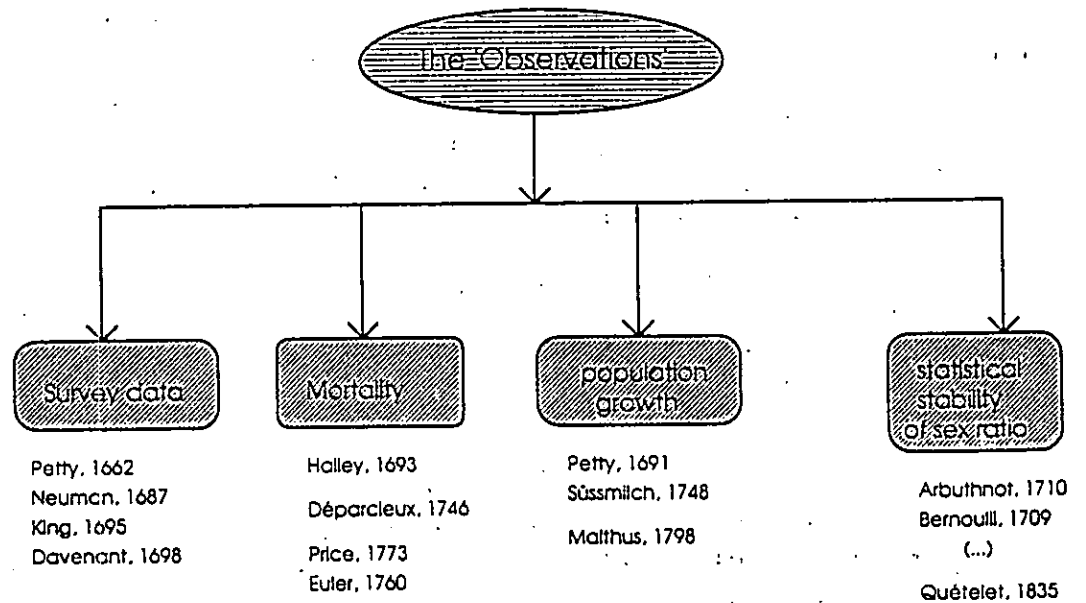 The 'Observations'
Survey data
Petty, 1662
Neuman, 1687
King, 1695
Davenant, 1698
Mortality
Halley, 1693
Déparcieux, 1746
Price, 1773
Euler, 1760
population
growth
Petty, 1691
Süssmilch, 1748
Malthus, 1798
statistical
stability
of sex ratio
Arbuthnot, 1710
Bernouilli, 1709
(...)
Quételet, 1835